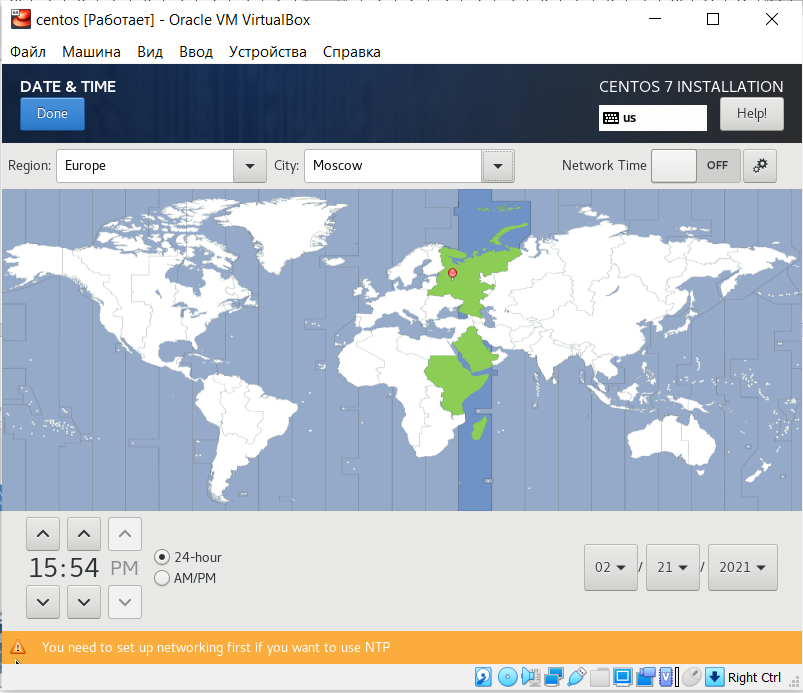 centos [Работает] - Oracle VM VirtualBox
Файл Машина Вид Ввод Устройства Справка
DATE & TIME
CENTOS 7 INSTALLATION
Done
us
Help!
Region: Europe City: Moscow Network Time OFF
24-hour
15:54 PM
AM/PM
02 / 21 / 2021
You need to set up networking first if you want to use NTP
Right Ctrl